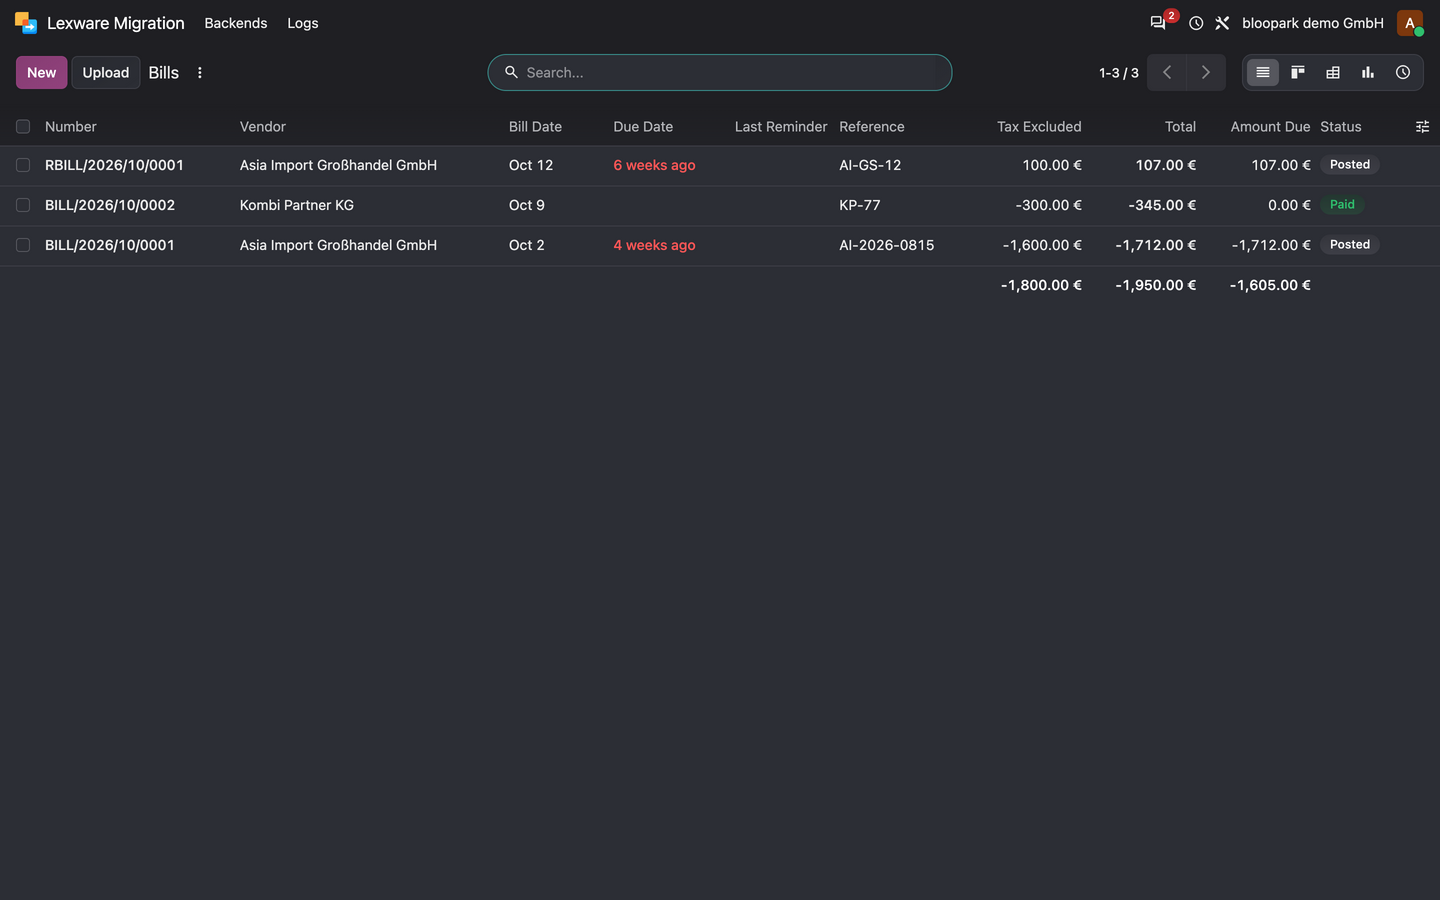 Lexware Migration Backends Logs 2 bloopark demo GmbH A
New Upload Bills Search... 1-3 / 3
Number Vendor Bill Date Due Date Last Reminder Reference Tax Excluded Total Amount Due Status
RBILL/2026/10/0001 Asia Import Großhandel GmbH Oct 12 6 weeks ago AI-GS-12 100.00 € 107.00 € 107.00 € Posted
BILL/2026/10/0002 Kombi Partner KG Oct 9 KP-77 -300.00 € -345.00 € 0.00 € Paid
BILL/2026/10/0001 Asia Import Großhandel GmbH Oct 2 4 weeks ago AI-2026-0815 -1,600.00 € -1,712.00 € -1,712.00 € Posted
-1,800.00 € -1,950.00 € -1,605.00 €